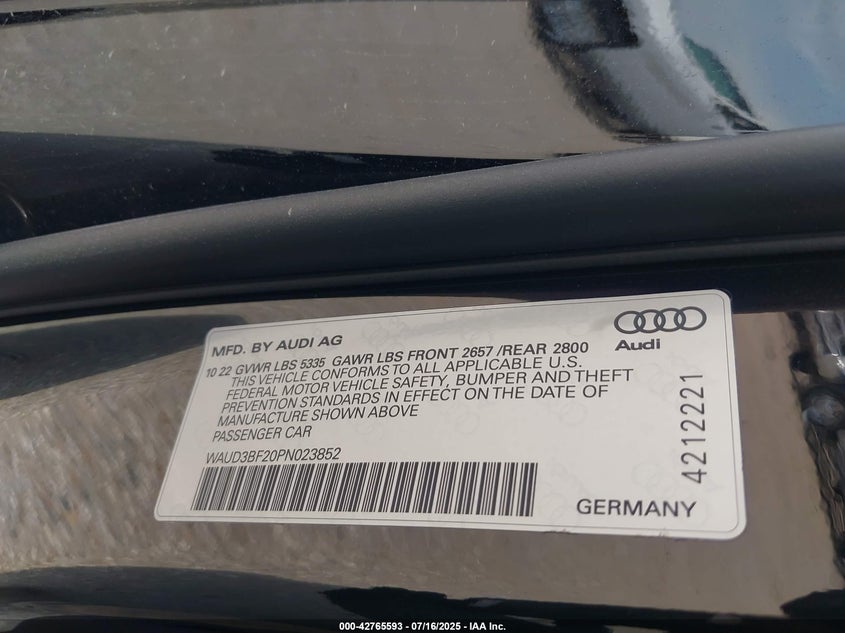 MFD. BY AUDI AG
10 22 GVWR LBS 5335 GAWR LBS FRONT 2657 /REAR 2800
THIS VEHICLE CONFORMS TO ALL APPLICABLE U.S.
FEDERAL MOTOR VEHICLE SAFETY, BUMPER AND THEFT
PREVENTION STANDARDS IN EFFECT ON THE DATE OF
MANUFACTURE SHOWN ABOVE
PASSENGER CAR
WAUD3BF20PN023852
Audi
4212221
GERMANY
000-42765593 - 07/16/2025 - IAA Inc.